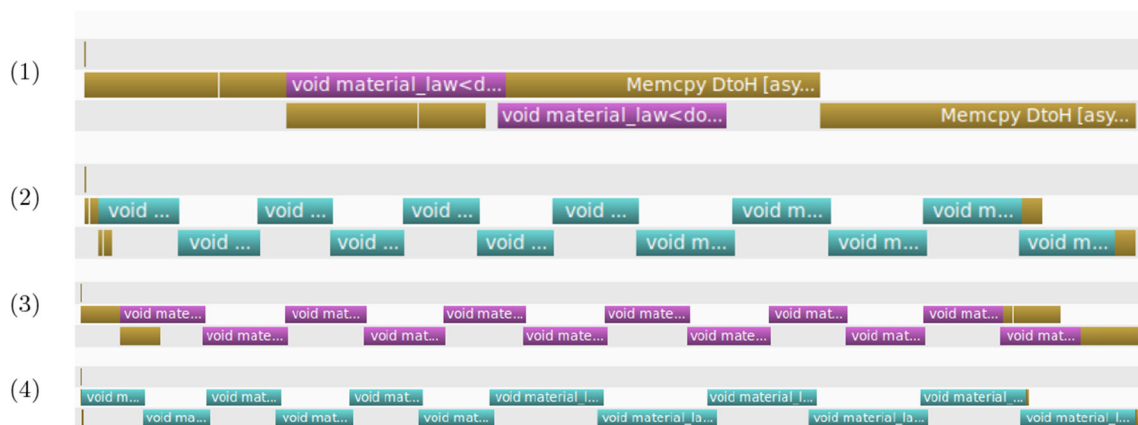 (1)
void material_law<d... Memcpy DtoH [asy...
void material_law<do... Memcpy DtoH [asy...
(2)
void ... void ... void ... void ... void m... void m...
void ... void ... void ... void m... void m... void m...
(3)
void mate... void mat... void mate... void mate... void mat... void mat...
void mate... void mat... void mate... void mate... void mat... void mat...
(4)
void m... void mat... void mat... void material_l... void material_l... void material_...
void ma... void mat... void mat... void material_la... void material_la... void material_l...